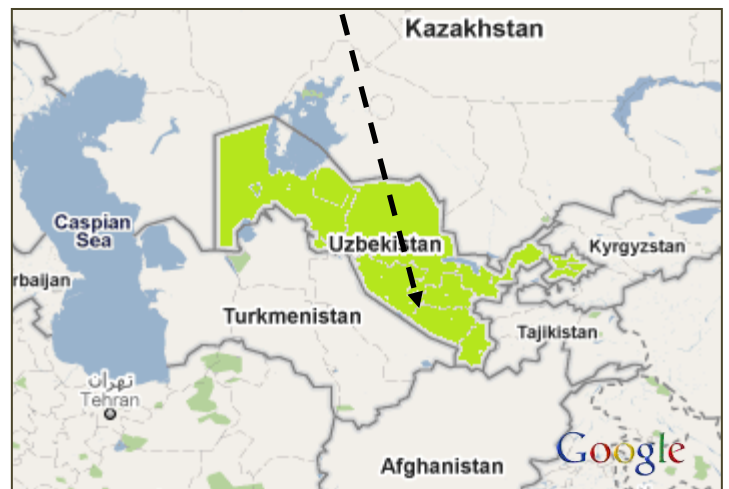 Kazakhstan
Caspian
Sea
Uzbekistan
Kyrgyzstan
rbaijan
Turkmenistan
Tajikistan
تهران
Tehran
Google
Afghanistan